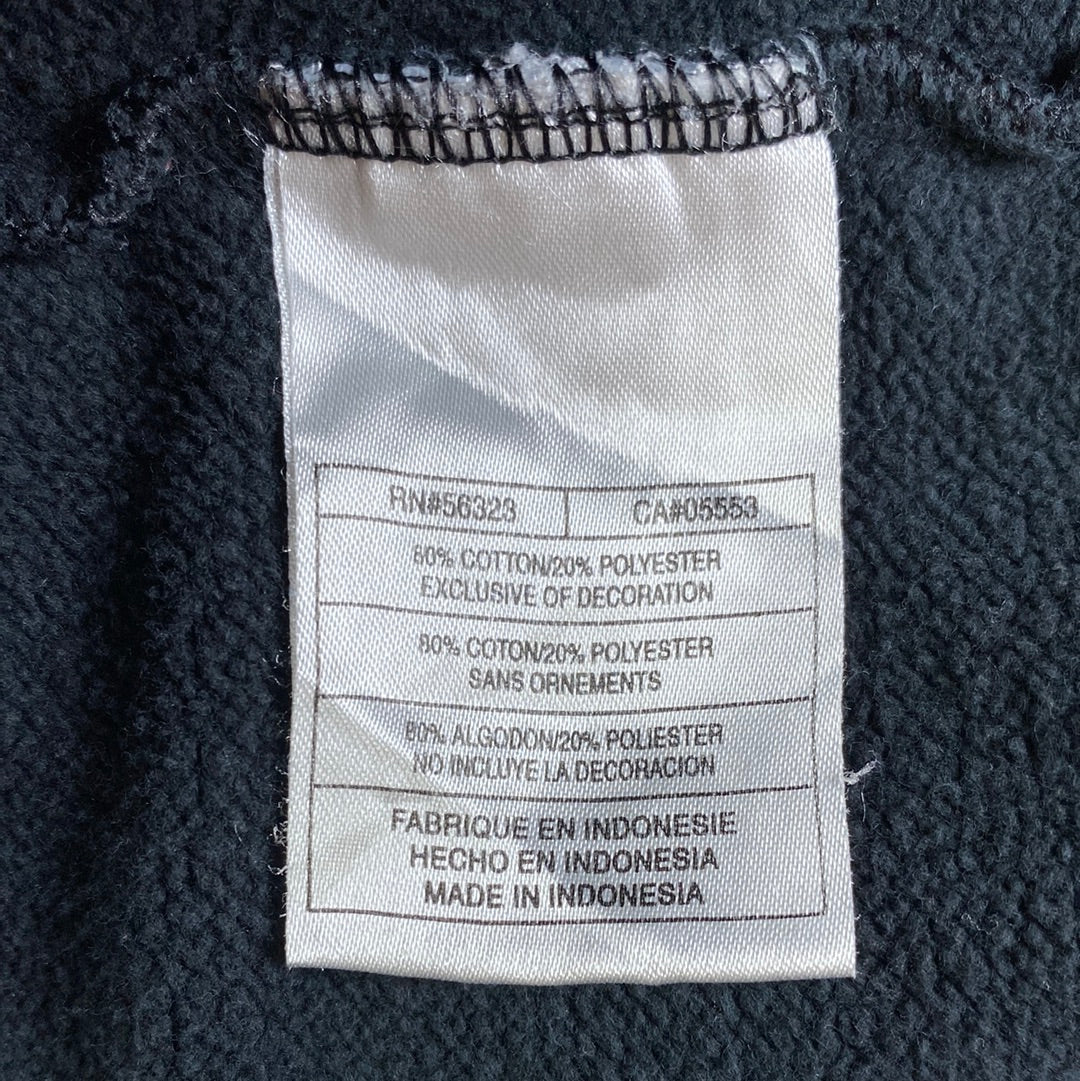 RN#56323 CA#05553
80% COTTON/20% POLYESTER
EXCLUSIVE OF DECORATION
80% COTON/20% POLYESTER
SANS ORNEMENTS
80% ALGODON/20% POLIESTER
NO INCLUYE LA DECORACION
FABRIQUE EN INDONESIE
HECHO EN INDONESIA
MADE IN INDONESIA